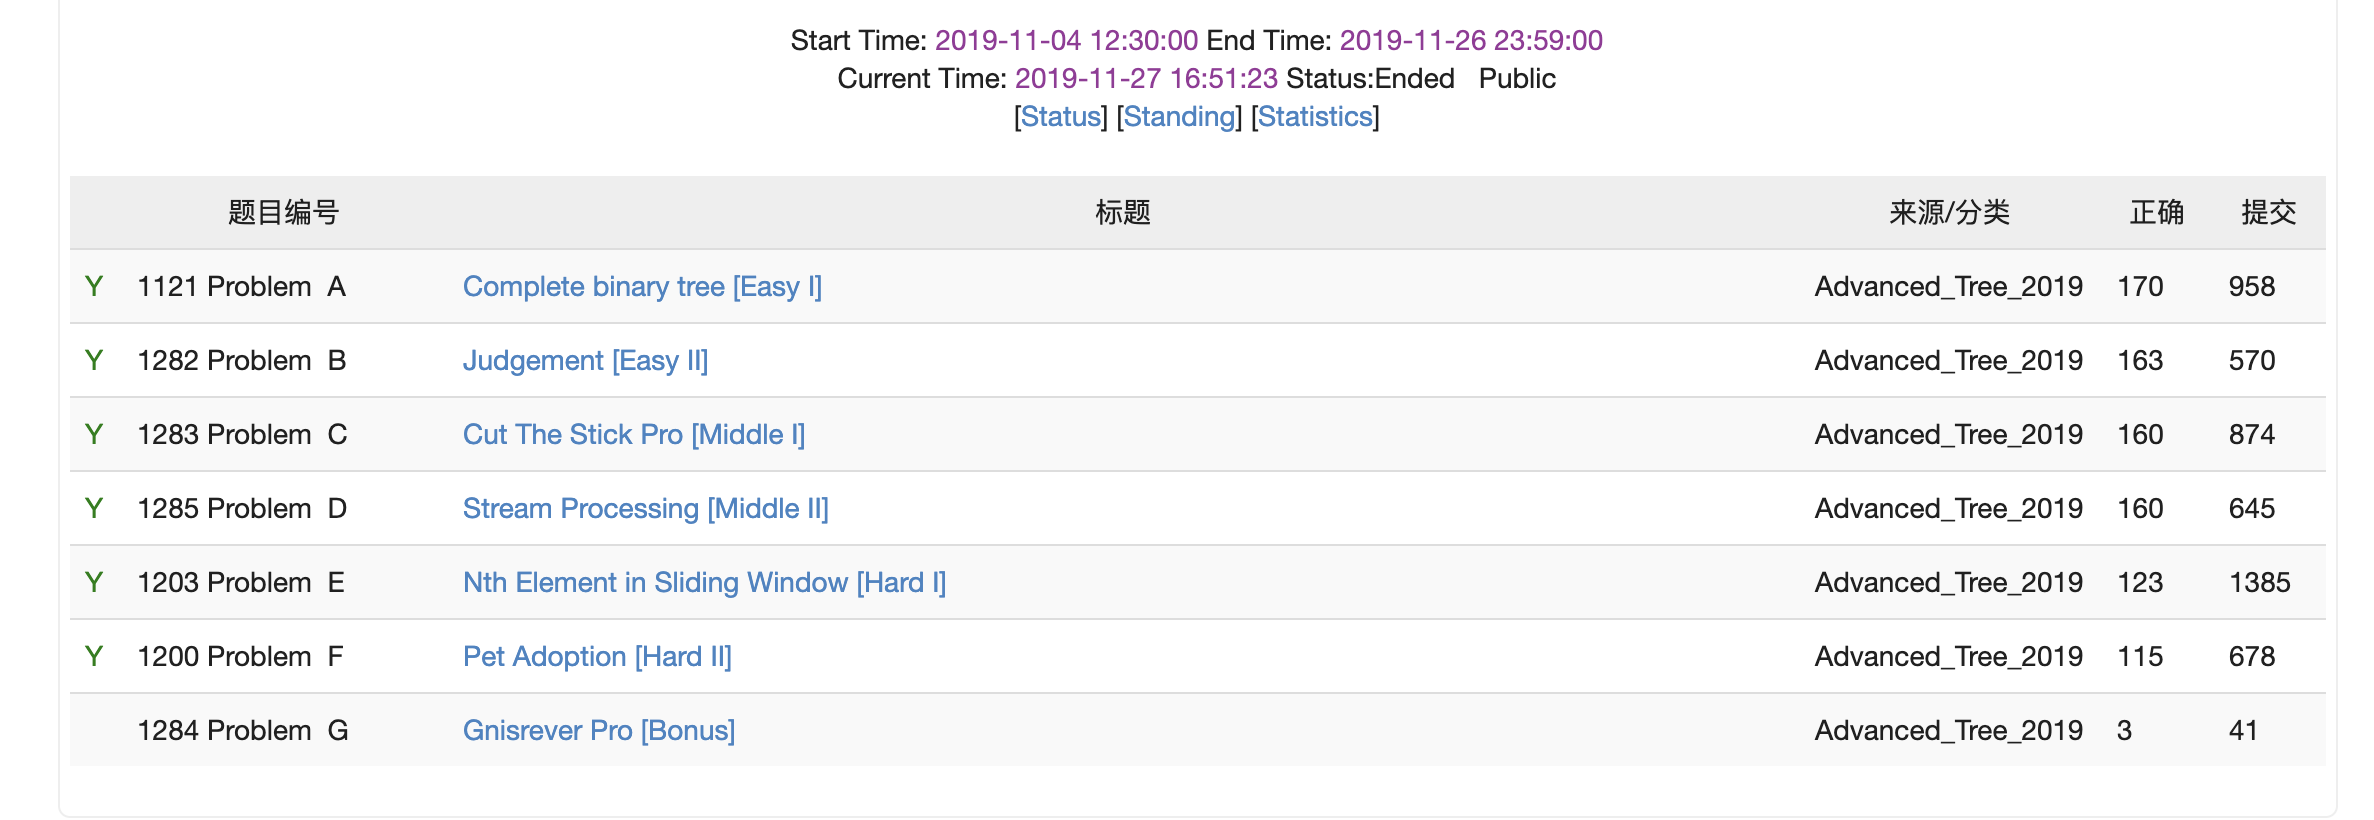 Start Time: 2019-11-04 12:30:00 End Time: 2019-11-26 23:59:00
Current Time: 2019-11-27 16:51:23 Status:Ended Public
[Status] [Standing] [Statistics]
题目编号 标题 来源/分类 正确 提交
Y 1121 Problem A Complete binary tree [Easy I] Advanced_Tree_2019 170 958
Y 1282 Problem B Judgement [Easy II] Advanced_Tree_2019 163 570
Y 1283 Problem C Cut The Stick Pro [Middle I] Advanced_Tree_2019 160 874
Y 1285 Problem D Stream Processing [Middle II] Advanced_Tree_2019 160 645
Y 1203 Problem E Nth Element in Sliding Window [Hard I] Advanced_Tree_2019 123 1385
Y 1200 Problem F Pet Adoption [Hard II] Advanced_Tree_2019 115 678
1284 Problem G Gnisrever Pro [Bonus] Advanced_Tree_2019 3 41